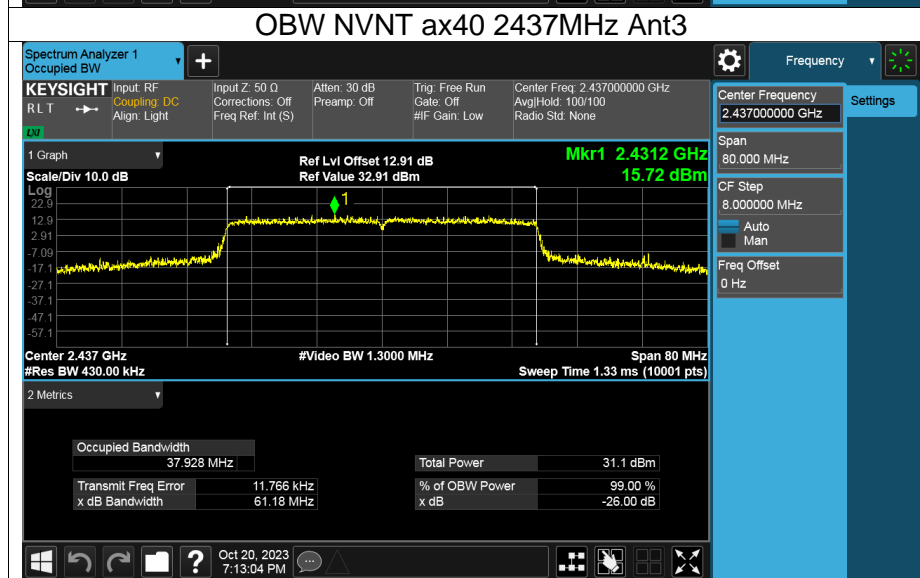 OBW NVNT ax40 2437MHz Ant3
Spectrum Analyzer 1
Occupied BW
+
Frequency
KEYSIGHT
RLT
LXI
Input: RF
Coupling: DC
Align: Light
Input Z: 50 Ω
Corrections: Off
Freq Ref: Int (S)
Atten: 30 dB
Preamp: Off
Trig: Free Run
Gate: Off
#IF Gain: Low
Center Freq: 2.437000000 GHz
Avg|Hold: 100/100
Radio Std: None
Center Frequency
2.437000000 GHz
Settings
Span
80.000 MHz
CF Step
8.000000 MHz
Auto
Man
Freq Offset
0 Hz
1 Graph
Scale/Div 10.0 dB
Ref Lvl Offset 12.91 dB
Ref Value 32.91 dBm
Mkr1 2.4312 GHz
15.72 dBm
Log
22.9
12.9
2.91
-7.09
-17.1
-27.1
-37.1
-47.1
-57.1
1
Center 2.437 GHz
#Res BW 430.00 kHz
#Video BW 1.3000 MHz
Span 80 MHz
Sweep Time 1.33 ms (10001 pts)
2 Metrics
Occupied Bandwidth
37.928 MHz
Total Power 31.1 dBm
Transmit Freq Error 11.766 kHz
% of OBW Power 99.00 %
x dB Bandwidth 61.18 MHz
x dB -26.00 dB
?
Oct 20, 2023
7:13:04 PM